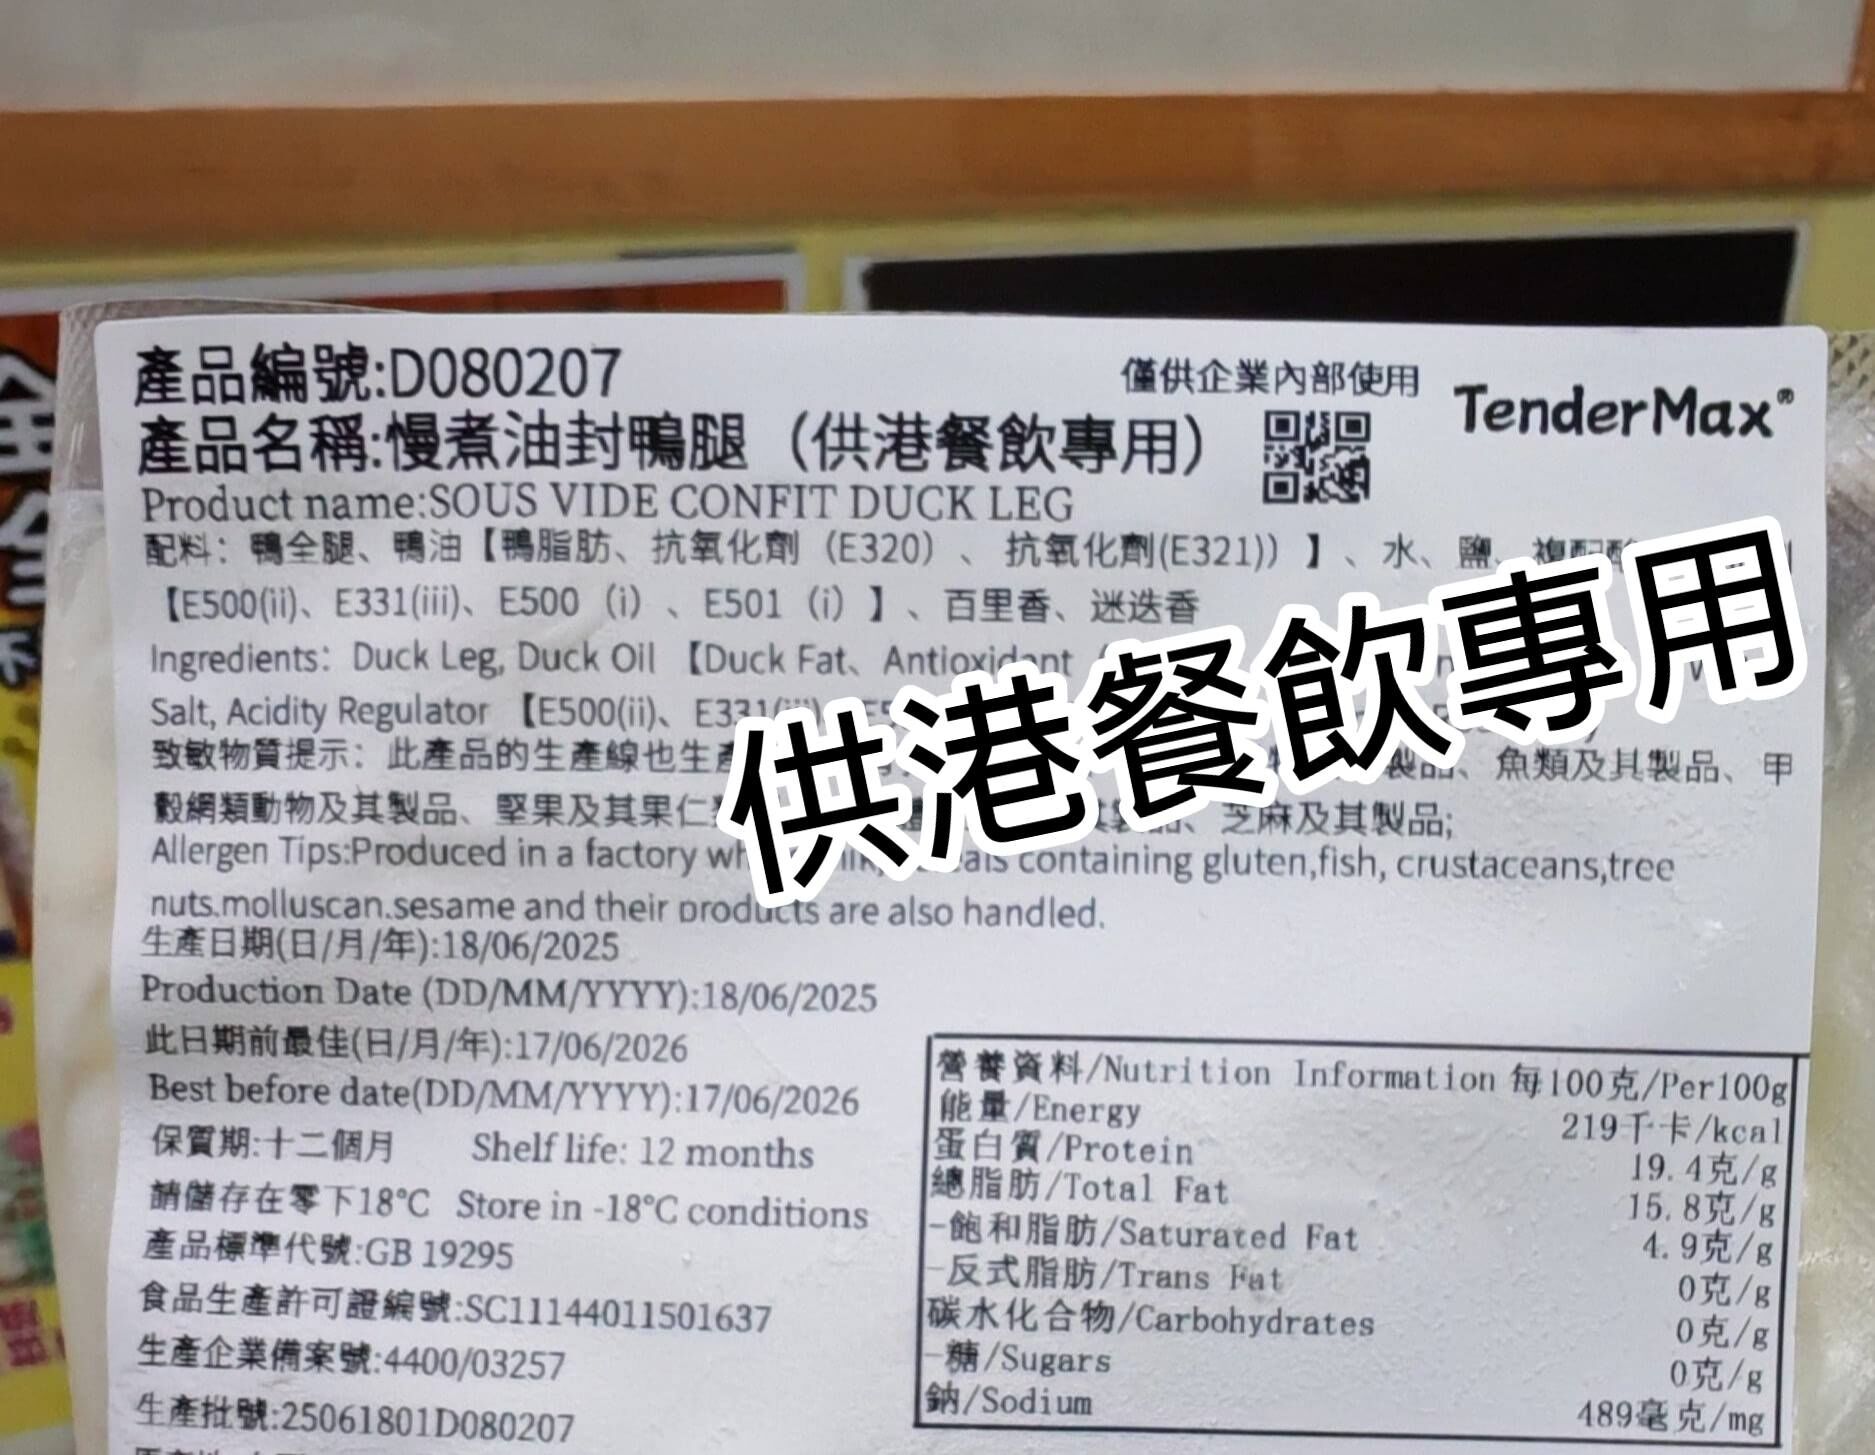 產品編號:D080207
僅供企業內部使用
TenderMax®
產品名稱:慢煮油封鴨腿（供港餐飲專用）
Product name:SOUS VIDE CONFIT DUCK LEG
配料：鴨全腿、鴨油【鴨脂肪、抗氧化劑（E320）、抗氧化劑(E321)）】、水、鹽、複配酸
【E500(ii)、E331(iii)、E500（i）、E501（i）】、百里香、迷迭香
Ingredients: Duck Leg, Duck Oil【Duck Fat、Antioxidant
Salt, Acidity Regulator【E500(ii)、E331(iii)
供港餐飲專用
致敏物質提示：此產品的生產線也生產 製品、魚類及其製品、甲
殼綱類動物及其製品、堅果及其果仁 製品、芝麻及其製品;
Allergen Tips:Produced in a factory containing gluten,fish, crustaceans,tree
nuts.molluscan.sesame and their products are also handled.
生產日期(日/月/年):18/06/2025
Production Date (DD/MM/YYYY):18/06/2025
此日期前最佳(日/月/年):17/06/2026
Best before date(DD/MM/YYYY):17/06/2026
保質期:十二個月 Shelf life: 12 months
請儲存在零下18°C Store in -18°C conditions
產品標準代號:GB 19295
食品生產許可證編號:SC11144011501637
生產企業備案號:4400/03257
生產批號:25061801D080207
營養資料/Nutrition Information 每100克/Per100g
能量/Energy 219千卡/kcal
蛋白質/Protein 19.4克/g
總脂肪/Total Fat 15.8克/g
-飽和脂肪/Saturated Fat 4.9克/g
-反式脂肪/Trans Fat 0克/g
碳水化合物/Carbohydrates 0克/g
-糖/Sugars 0克/g
鈉/Sodium 489毫克/mg